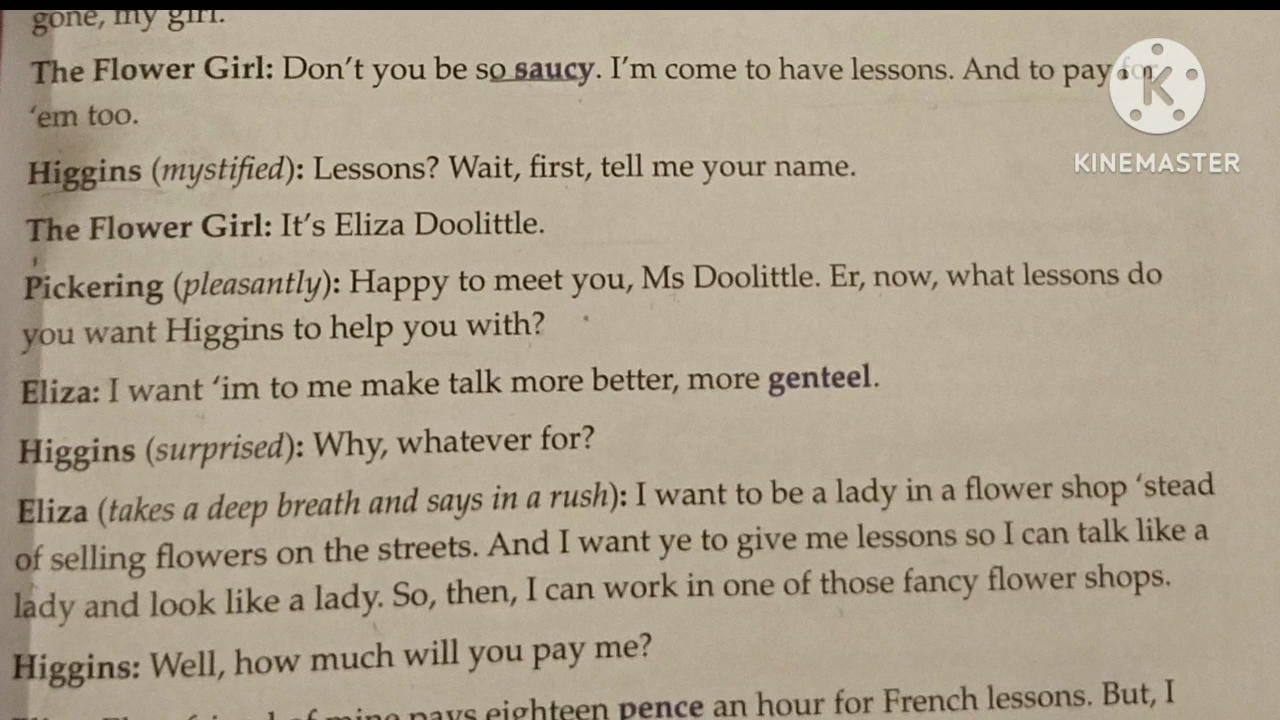 gone, my girl.
The Flower Girl: Don't you be so saucy. I'm come to have lessons. And to pay for
'em too.
K
KINEMASTER
Higgins (mystified): Lessons? Wait, first, tell me your name.
The Flower Girl: It's Eliza Doolittle.
Pickering (pleasantly): Happy to meet you, Ms Doolittle. Er, now, what lessons do
you want Higgins to help you with?
Eliza: I want 'im to me make talk more better, more genteel.
Higgins (surprised): Why, whatever for?
Eliza (takes a deep breath and says in a rush): I want to be a lady in a flower shop 'stead
of selling flowers on the streets. And I want ye to give me lessons so I can talk like a
lady and look like a lady. So, then, I can work in one of those fancy flower shops.
Higgins: Well, how much will you pay me?
of mine pays eighteen pence an hour for French lessons. But, I